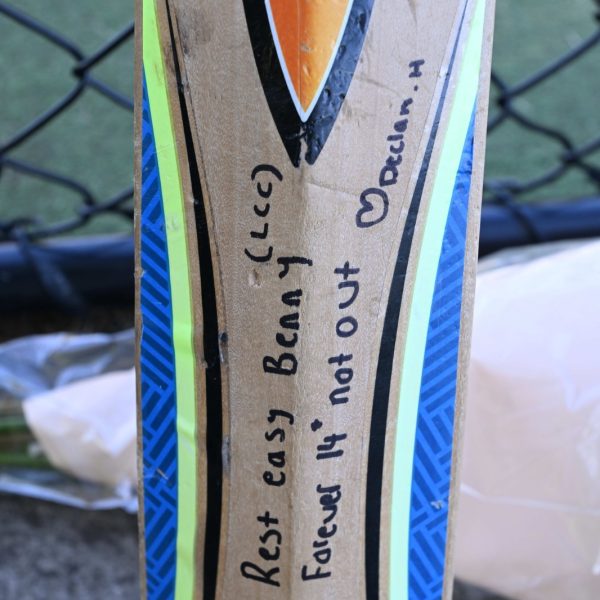 Rest easy Benny (LCC)
Forever 14* not out
♡ Declan.H